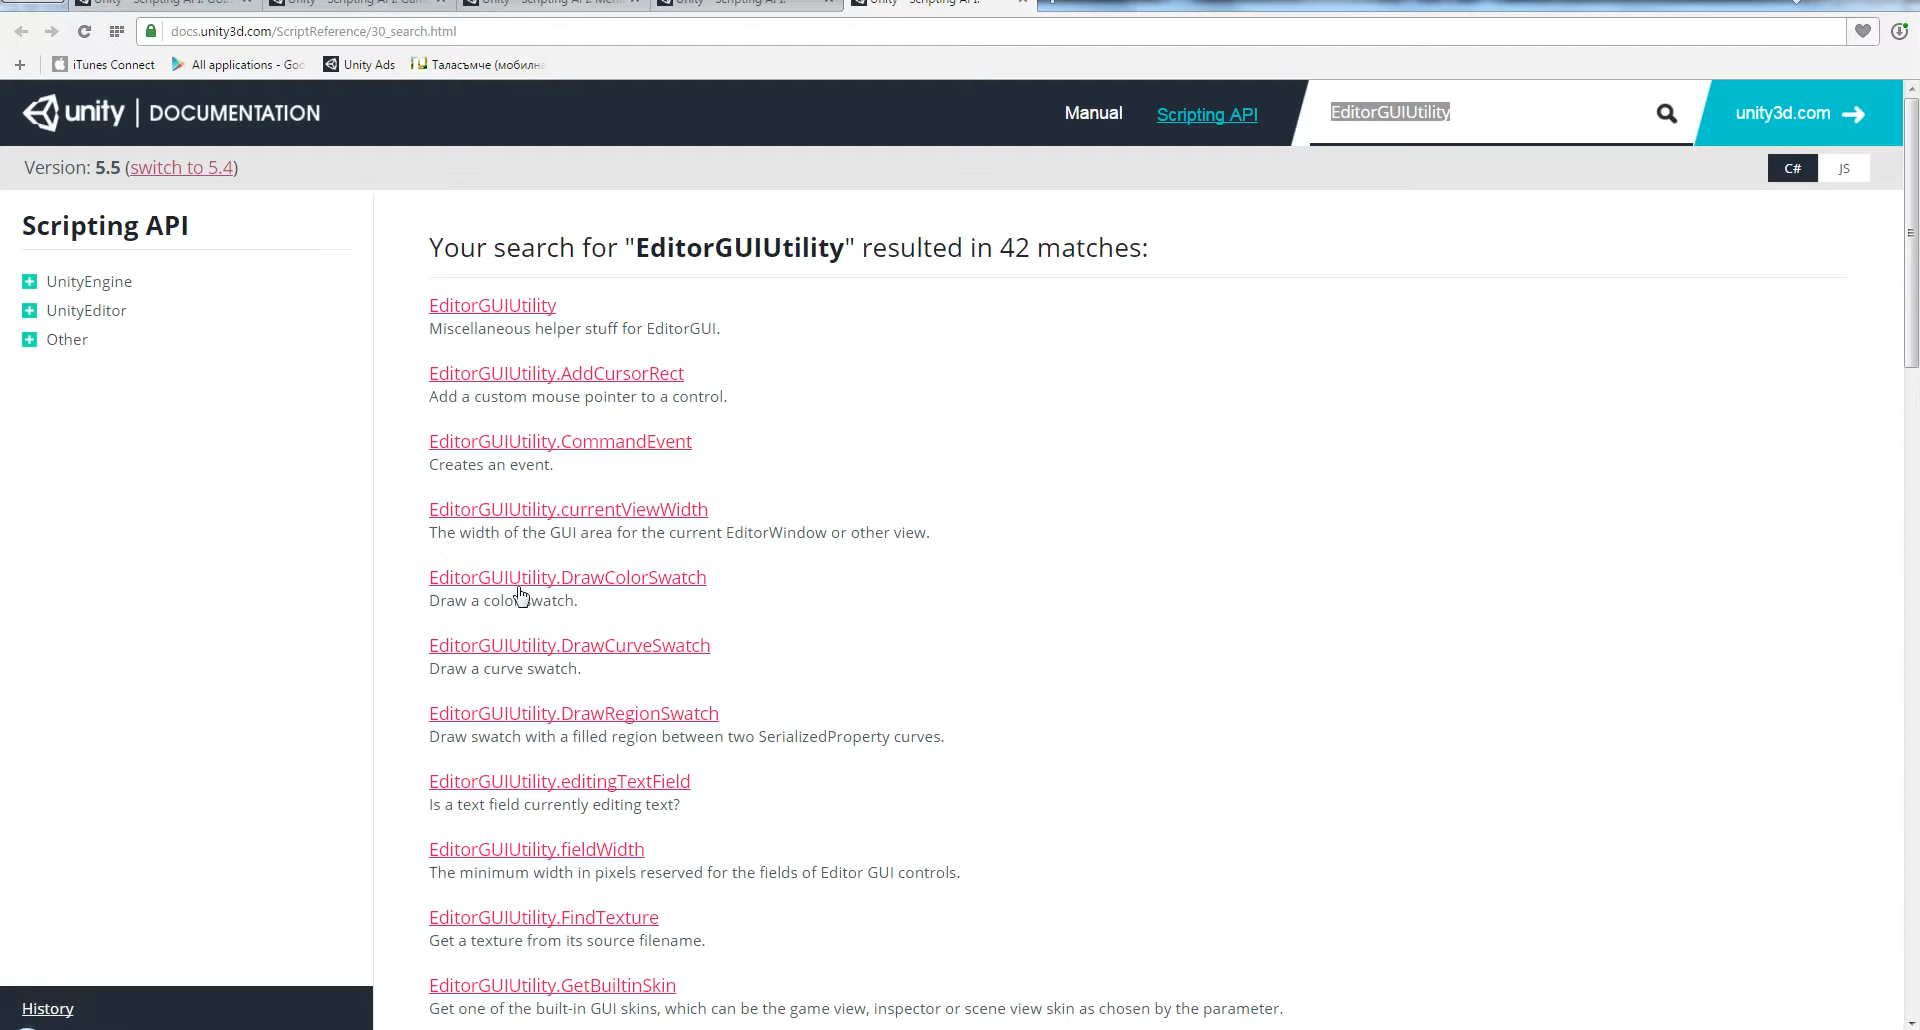 Unity - Scripting API:
docs.unity3d.com/ScriptReference/30_search.html
iTunes Connect
All applications - Goo
Unity Ads
Таласъмче (мобилна
unity | DOCUMENTATION
Manual
Scripting API
EditorGUIUtility
unity3d.com
Version: 5.5 (switch to 5.4)
C#
JS
Scripting API
UnityEngine
UnityEditor
Other
Your search for "EditorGUIUtility" resulted in 42 matches:
EditorGUIUtility
Miscellaneous helper stuff for EditorGUI.
EditorGUIUtility.AddCursorRect
Add a custom mouse pointer to a control.
EditorGUIUtility.CommandEvent
Creates an event.
EditorGUIUtility.currentViewWidth
The width of the GUI area for the current EditorWindow or other view.
EditorGUIUtility.DrawColorSwatch
Draw a color swatch.
EditorGUIUtility.DrawCurveSwatch
Draw a curve swatch.
EditorGUIUtility.DrawRegionSwatch
Draw swatch with a filled region between two SerializedProperty curves.
EditorGUIUtility.editingTextField
Is a text field currently editing text?
EditorGUIUtility.fieldWidth
The minimum width in pixels reserved for the fields of Editor GUI controls.
EditorGUIUtility.FindTexture
Get a texture from its source filename.
EditorGUIUtility.GetBuiltinSkin
Get one of the built-in GUI skins, which can be the game view, inspector or scene view skin as chosen by the parameter.
History